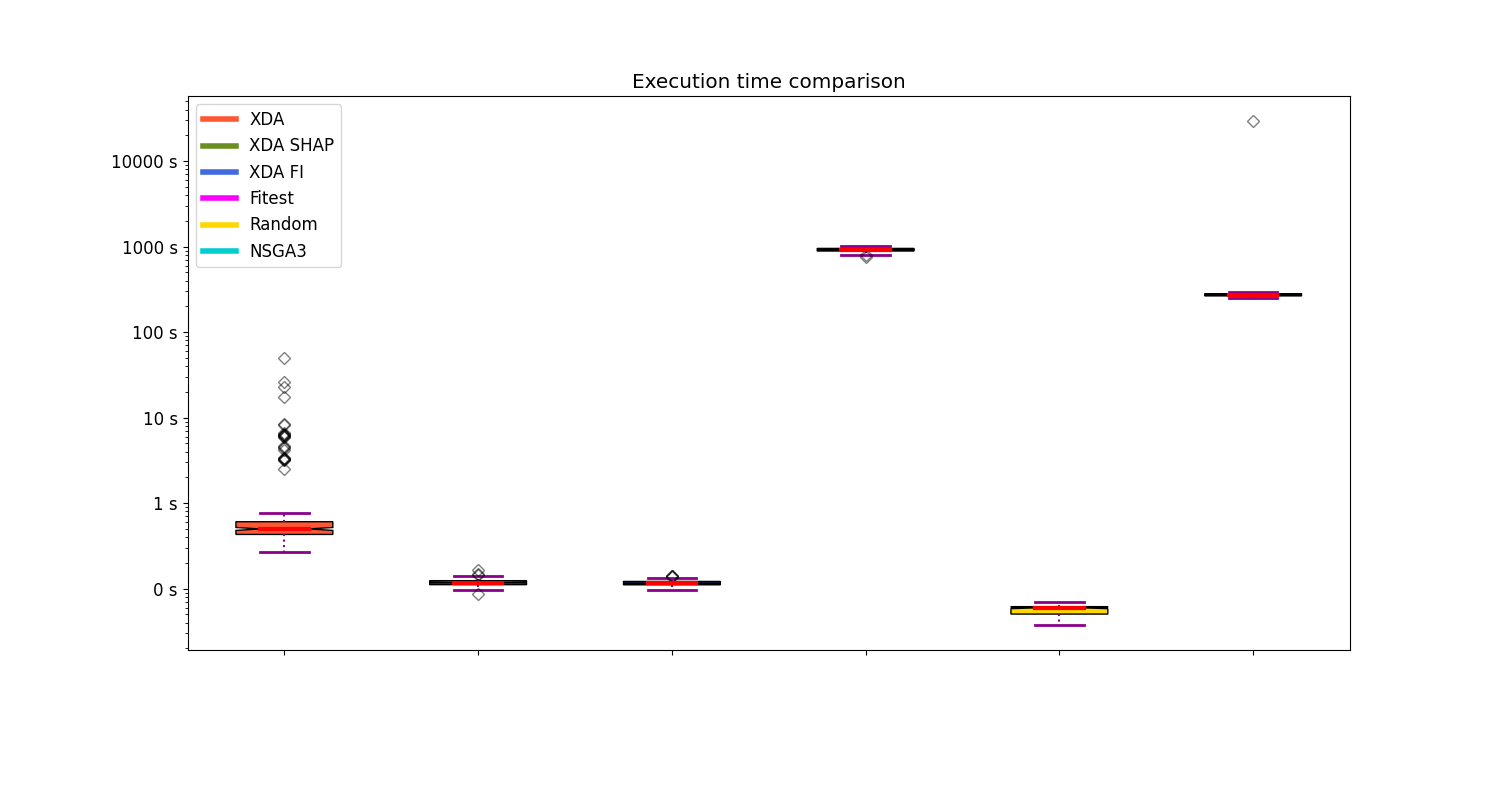 Execution time comparison
XDA
XDA SHAP
XDA FI
Fitest
Random
NSGA3
10000 s
1000 s
100 s
10 s
1 s
0 s